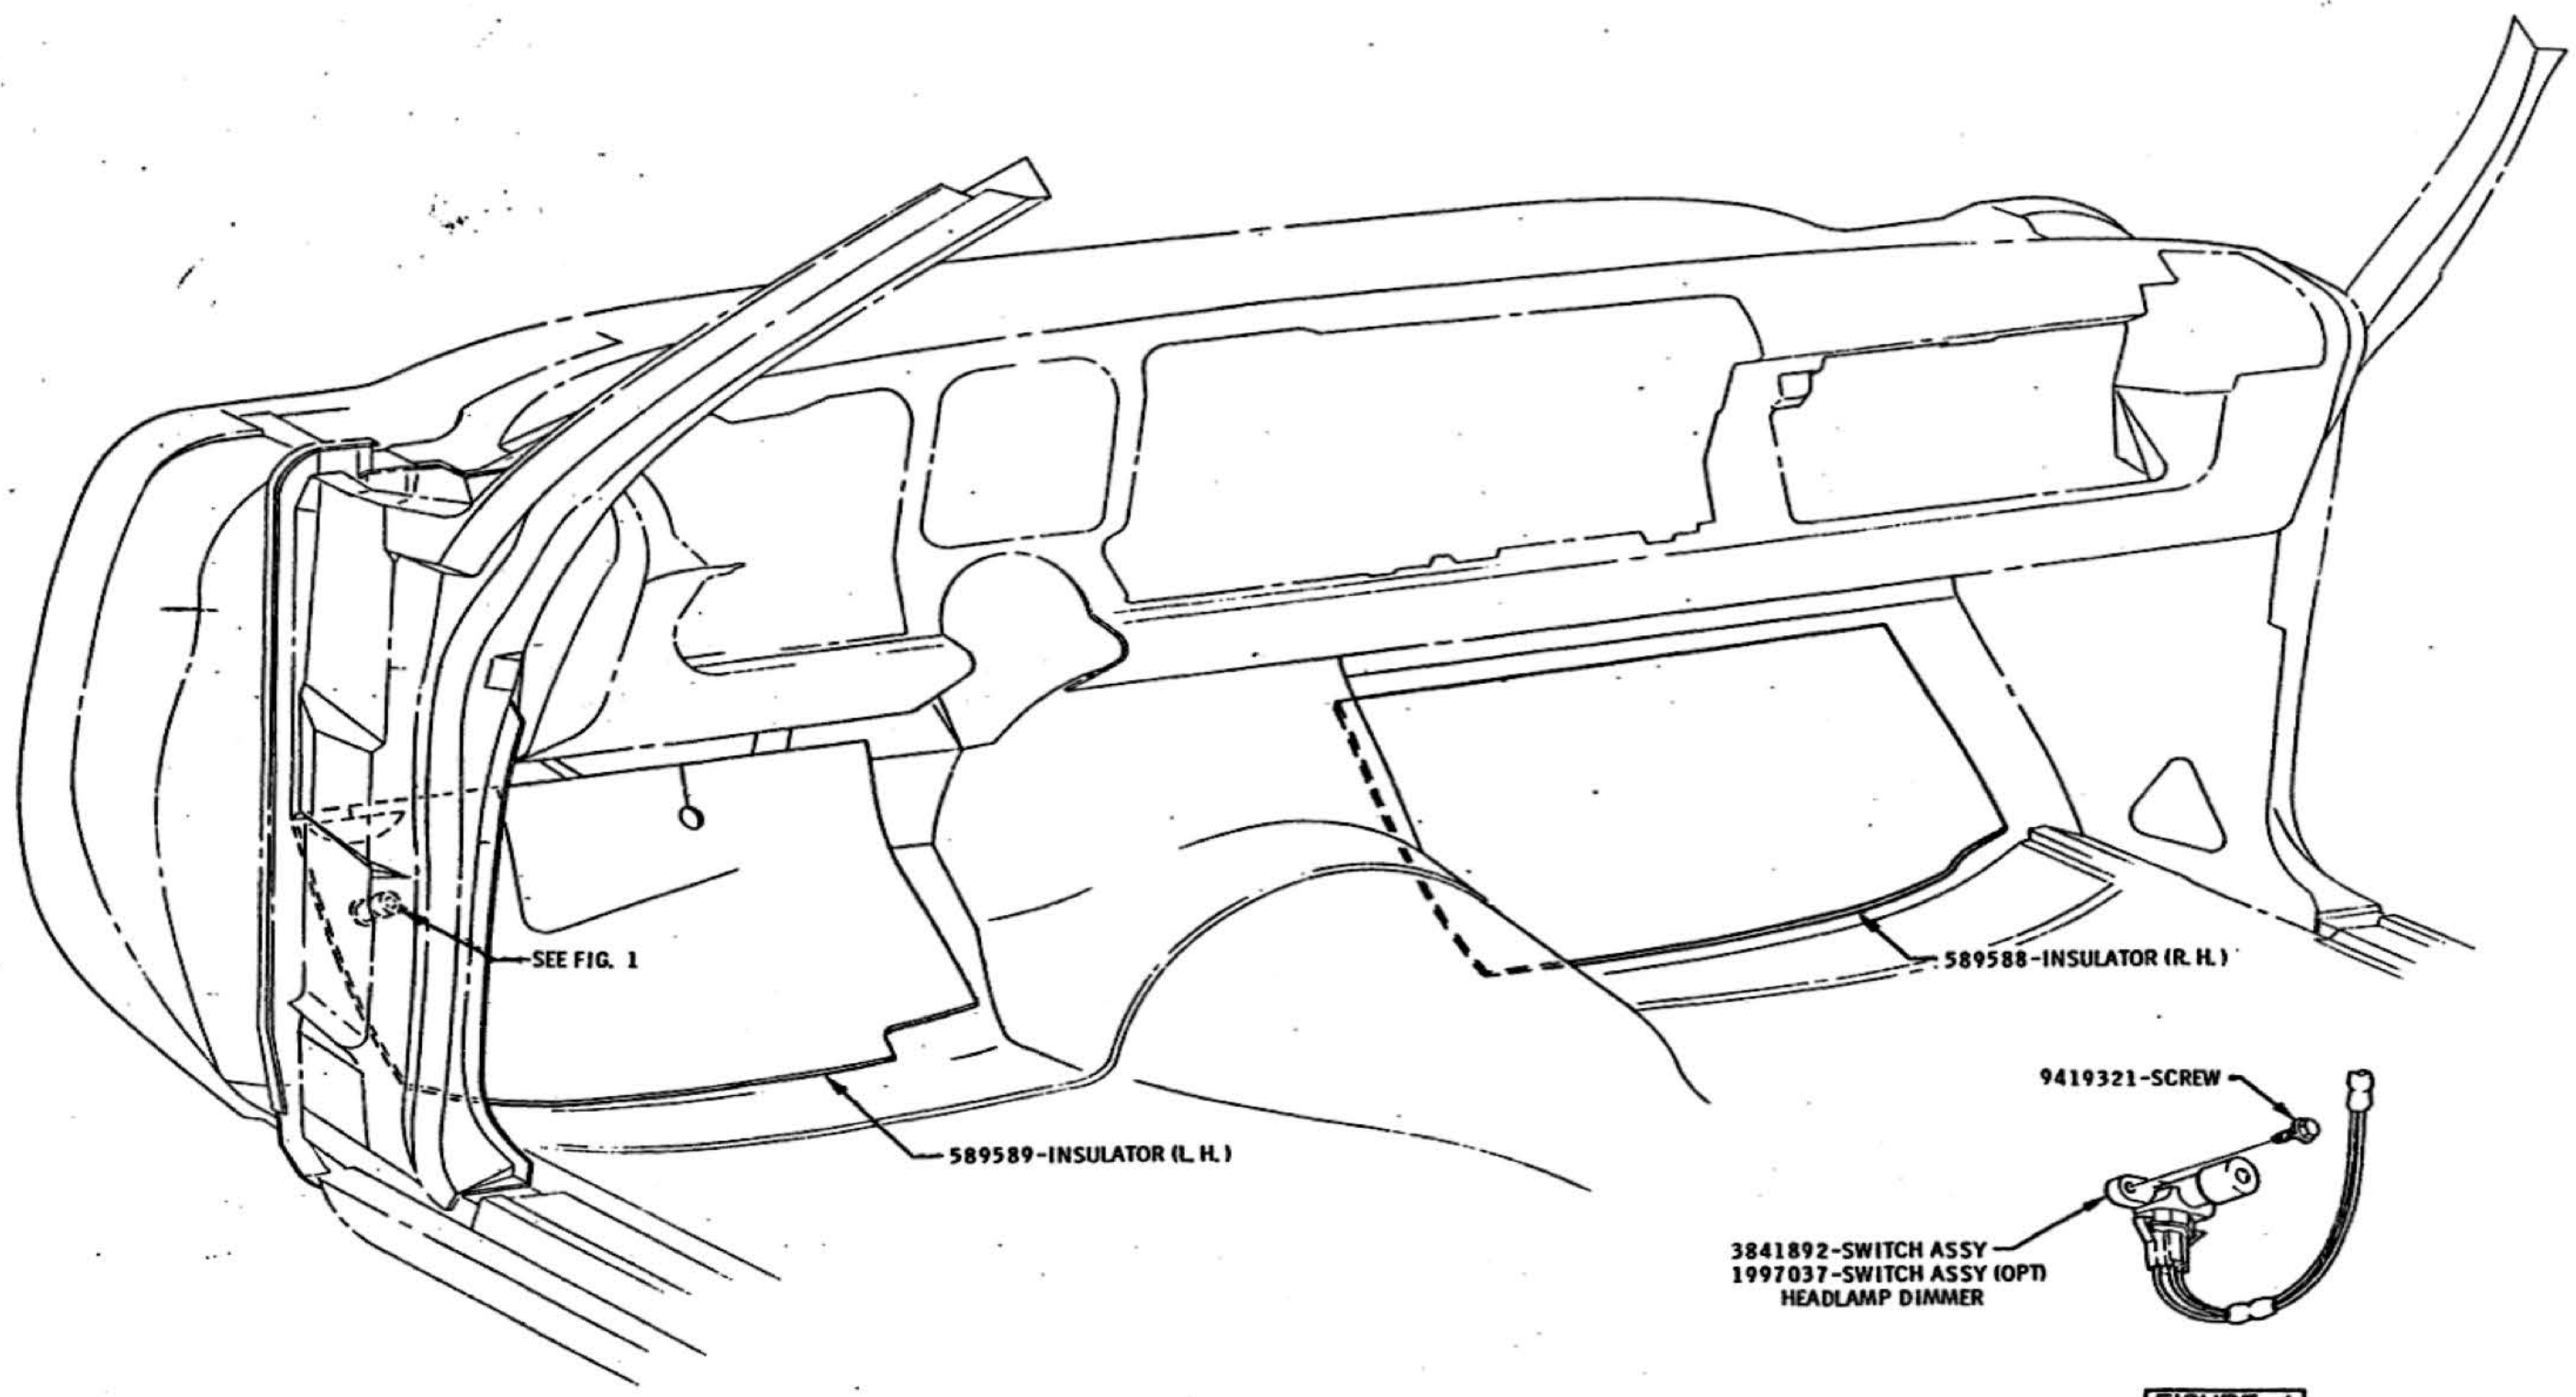 SEE FIG. 1
589588-INSULATOR (R. H.)
9419321-SCREW
589589-INSULATOR (L. H.)
3841892-SWITCH ASSY
1997037-SWITCH ASSY (OPT)
HEADLAMP DIMMER